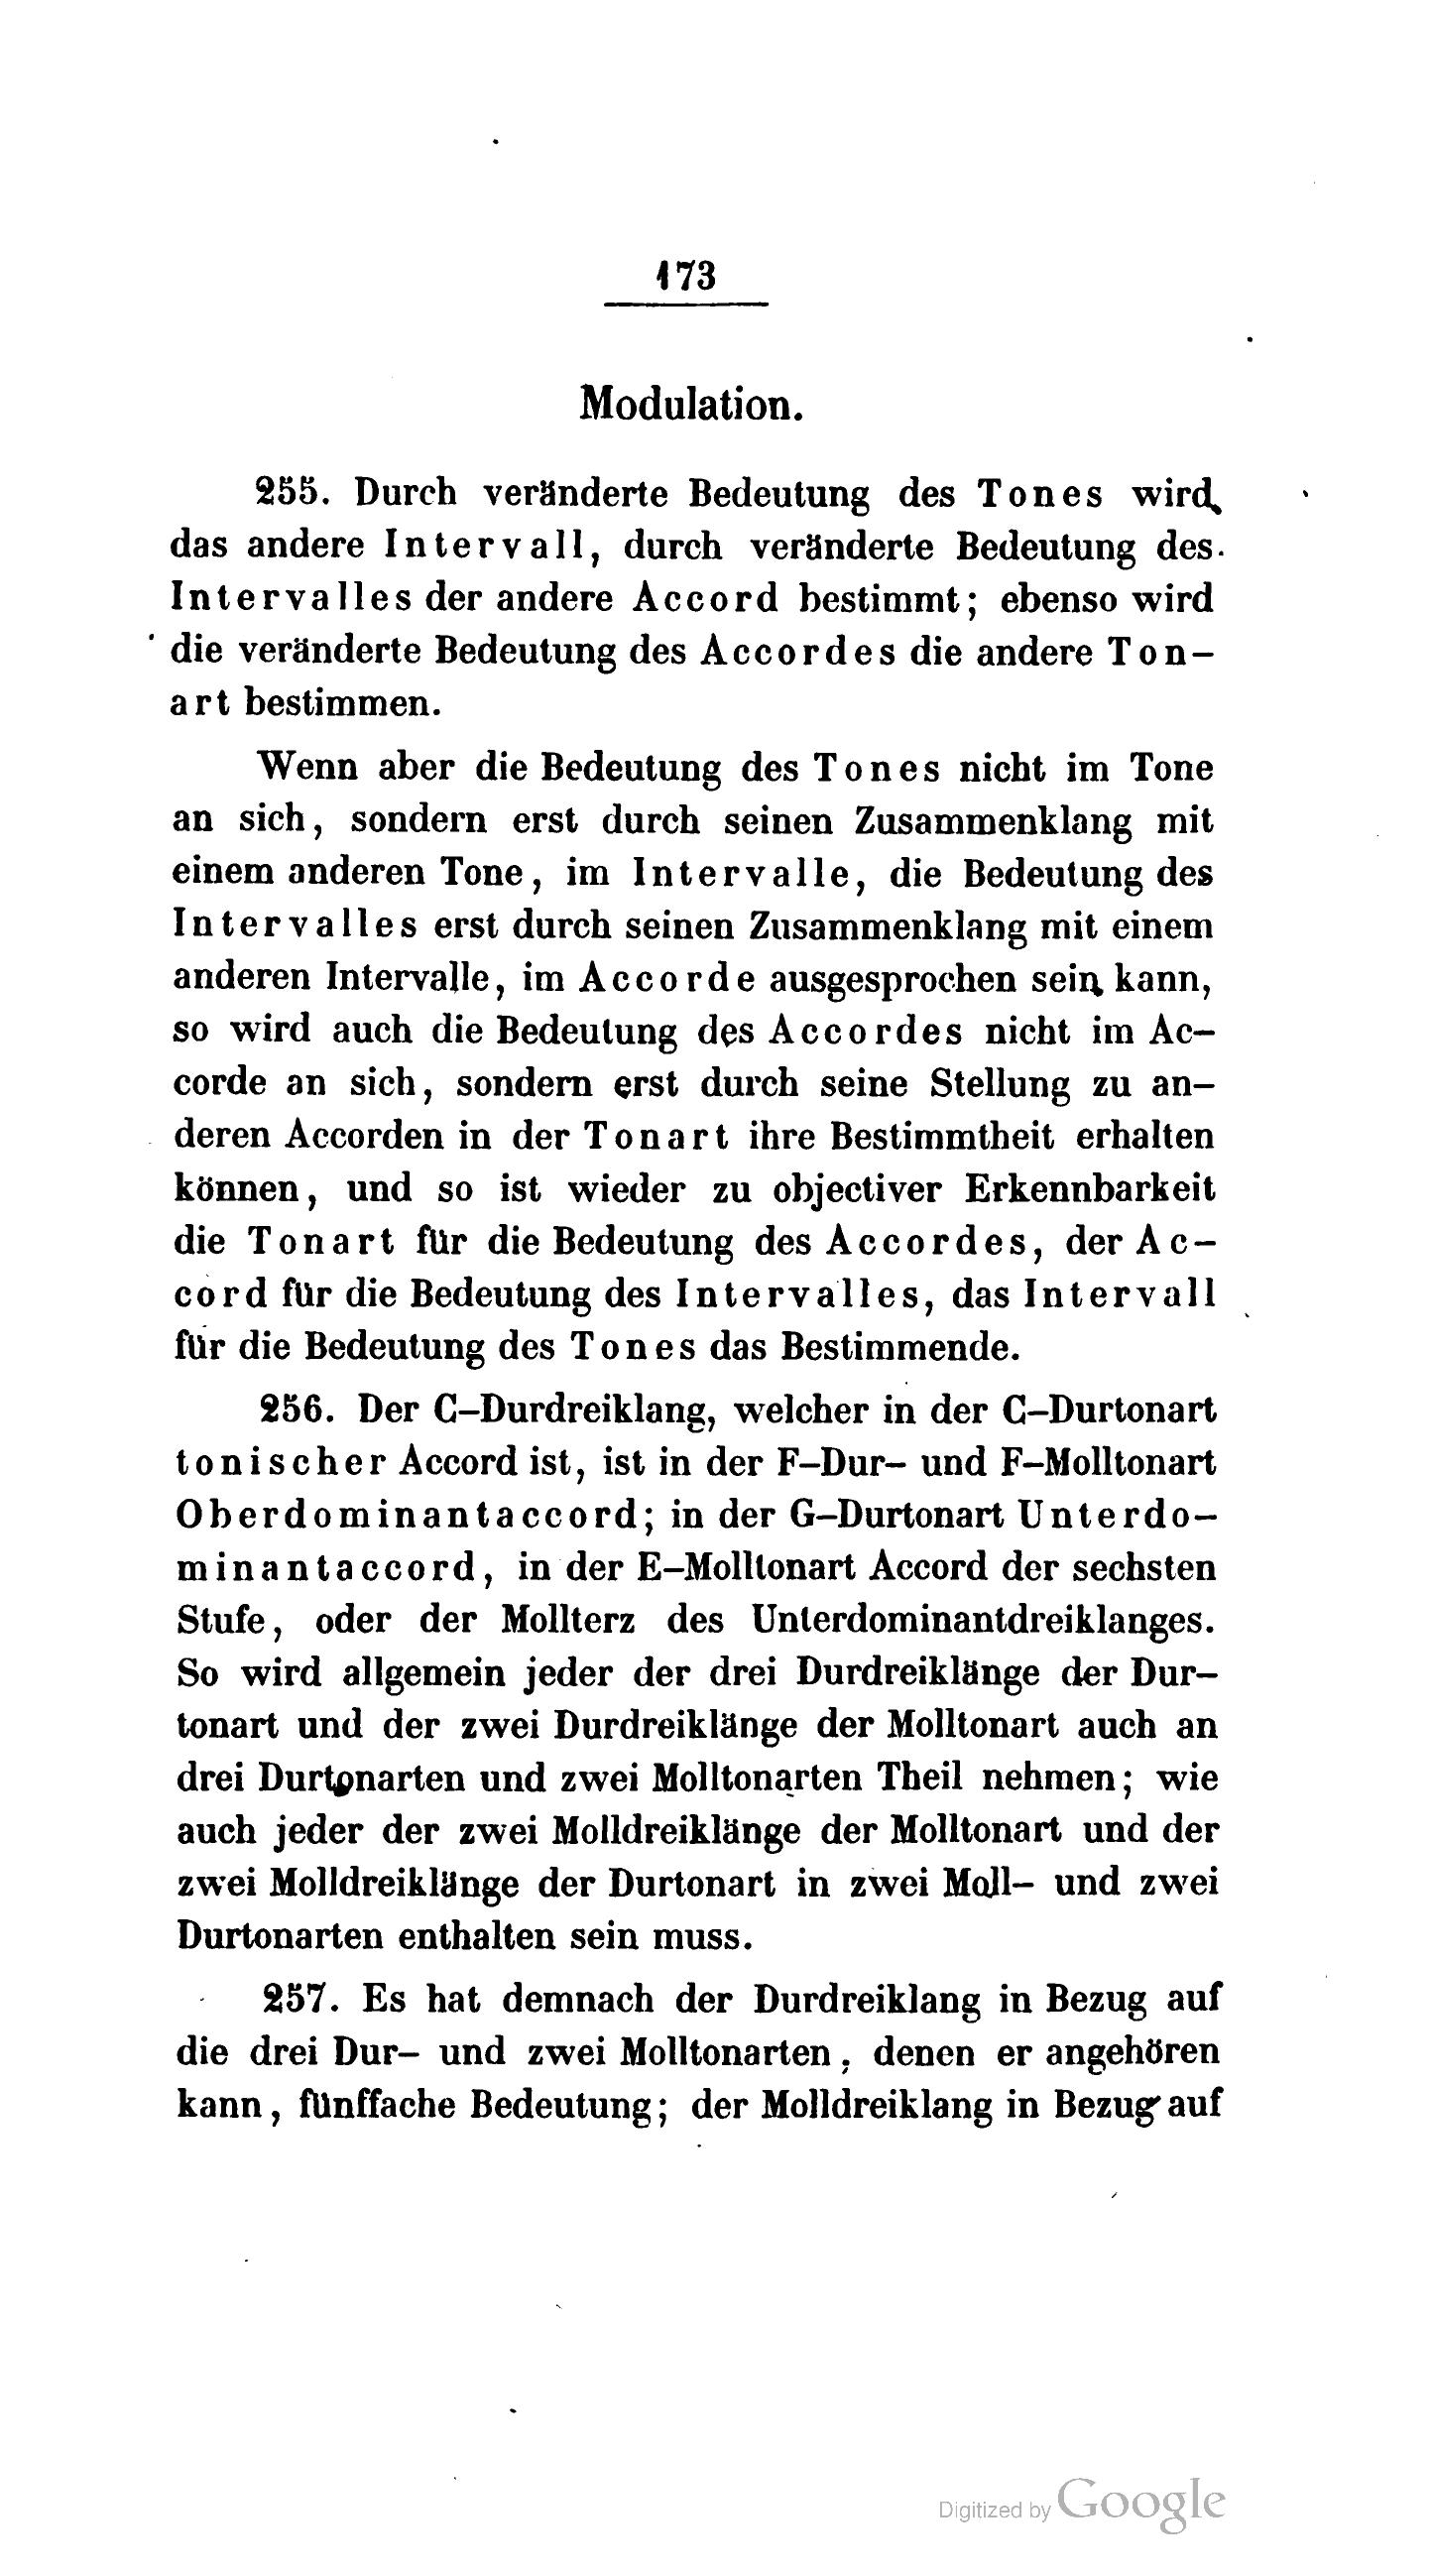 173
Modulation.
255. Durch veränderte Bedeutung des Tones wird
das andere Intervall, durch veränderte Bedeutung des
Intervalles der andere Accord bestimmt; ebenso wird
die veränderte Bedeutung des Accordes die andere Ton-
art bestimmen.
Wenn aber die Bedeutung des Tones nicht im Tone
an sich, sondern erst durch seinen Zusammenklang mit
einem anderen Tone, im Intervalle, die Bedeutung des
Intervalles erst durch seinen Zusammenklang mit einem
anderen Intervalle, im Accorde ausgesprochen sein kann,
so wird auch die Bedeutung des Accordes nicht im Ac-
corde an sich, sondern erst durch seine Stellung zu an-
deren Accorden in der Tonart ihre Bestimmtheit erhalten
können, und so ist wieder zu objectiver Erkennbarkeit
die Tonart für die Bedeutung des Accordes, der Ac-
cord für die Bedeutung des Intervalles, das Intervall
für die Bedeutung des Tones das Bestimmende.
256. Der C-Durdreiklang, welcher in der C-Durtonart
tonischer Accord ist, ist in der F-Dur- und F-Molltonart
Oberdominantaccord; in der G-Durtonart Unterdo-
minantaccord, in der E-Molltonart Accord der sechsten
Stufe, oder der Mollterz des Unterdominantdreiklanges.
So wird allgemein jeder der drei Durdreiklänge der Dur-
tonart und der zwei Durdreiklänge der Molltonart auch an
drei Durtonarten und zwei Molltonarten Theil nehmen; wie
auch jeder der zwei Molldreiklänge der Molltonart und der
zwei Molldreiklänge der Durtonart in zwei Moll- und zwei
Durtonarten enthalten sein muss.
257. Es hat demnach der Durdreiklang in Bezug auf
die drei Dur- und zwei Molltonarten, denen er angehören
kann, fünffache Bedeutung; der Molldreiklang in Bezug auf
Digitized by Google